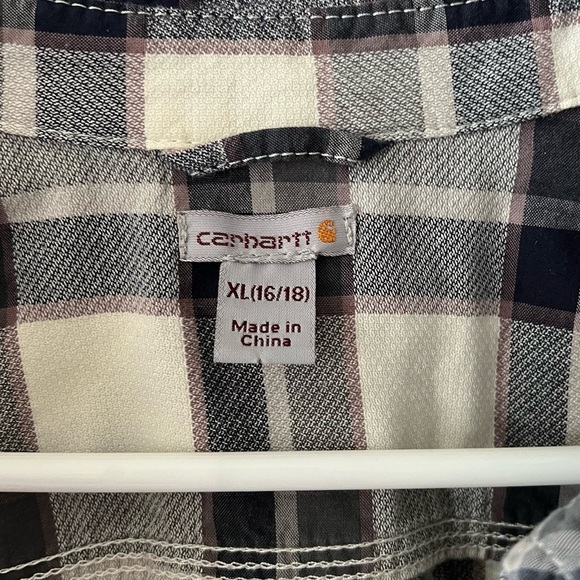 carhartt
XL(16/18)
Made in
China